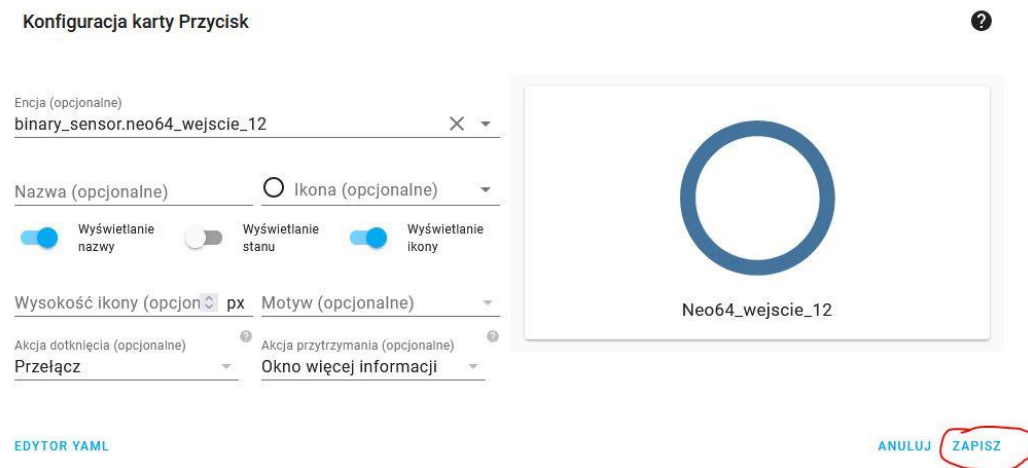 Konfiguracja karty Przycisk
Encja (opcjonalne)
binary_sensor.neo64_wejscie_12
Nazwa (opcjonalne)
Ikona (opcjonalne)
Wyświetlanie
nazwy
Wyświetlanie
stanu
Wyświetlanie
ikony
Wysokość ikony (opcjon
px
Motyw (opcjonalne)
Akcja dotknięcia (opcjonalne)
Przełącz
Akcja przytrzymania (opcjonalne)
Okno więcej informacji
Neo64_wejscie_12
EDYTOR YAML
ANULUJ
ZAPISZ